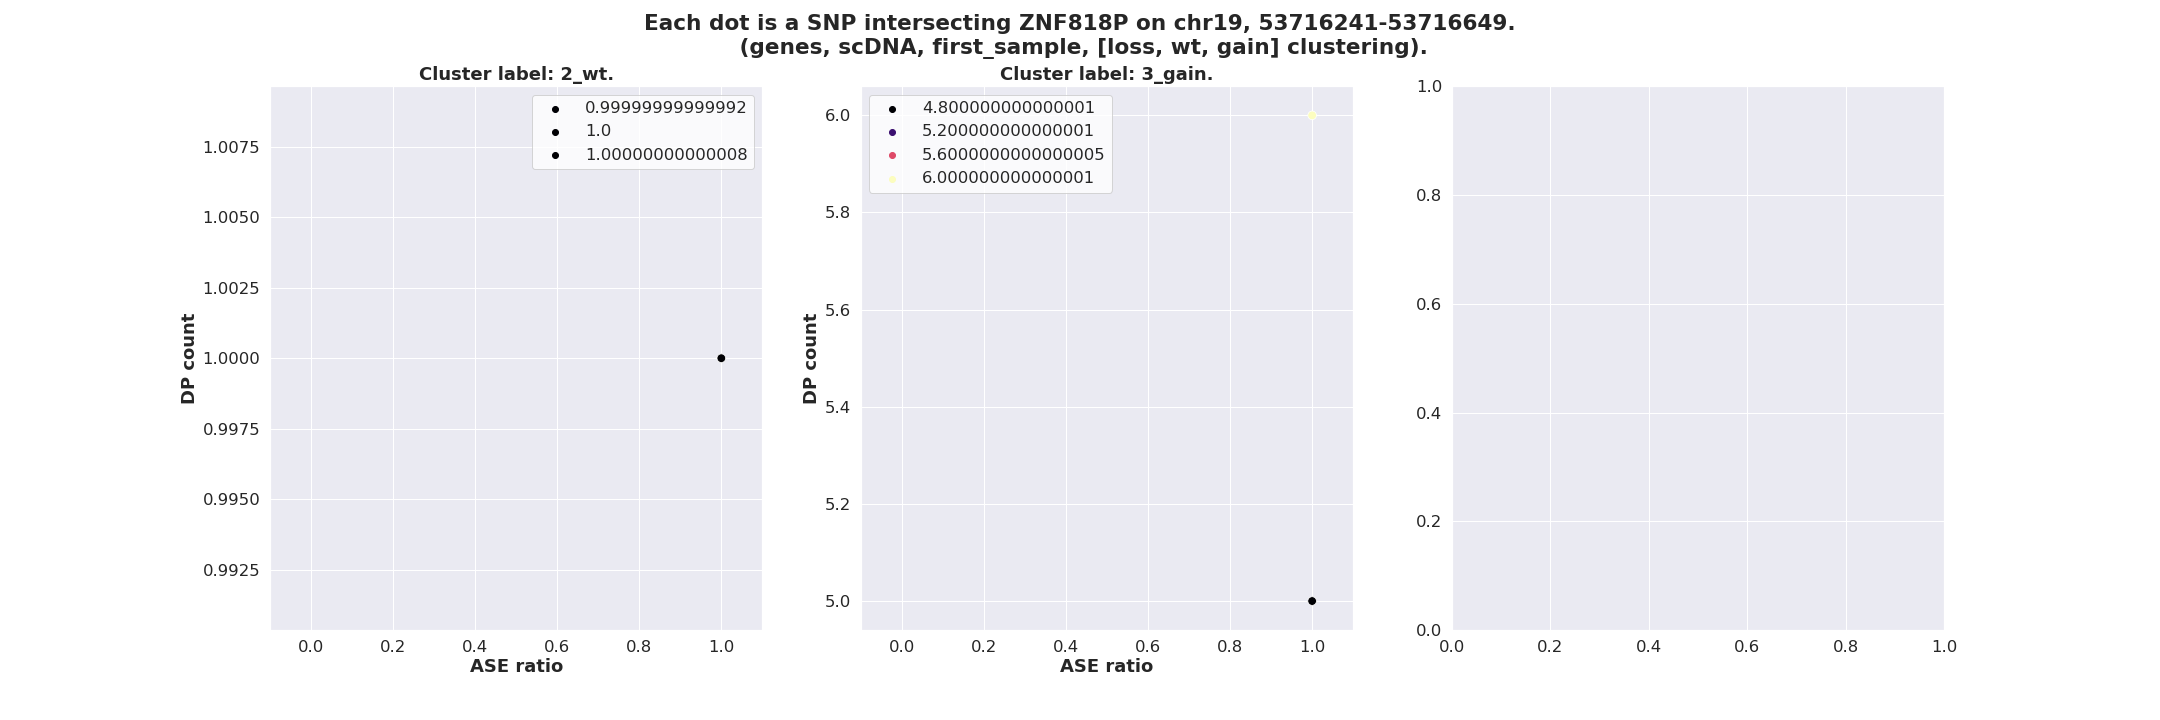 Each dot is a SNP intersecting ZNF818P on chr19, 53716241-53716649.
(genes, scDNA, first_sample, [loss, wt, gain] clustering).
Cluster label: 2_wt.
0.99999999999992
1.0
1.00000000000008
1.0075
1.0050
1.0025
1.0000
0.9975
0.9950
0.9925
DP count
0.0 0.2 0.4 0.6 0.8 1.0
ASE ratio
Cluster label: 3_gain.
4.800000000000001
5.200000000000001
5.6000000000000005
6.000000000000001
6.0
5.8
5.6
5.4
5.2
5.0
DP count
0.0 0.2 0.4 0.6 0.8 1.0
ASE ratio
1.0
0.8
0.6
0.4
0.2
0.0
0.0 0.2 0.4 0.6 0.8 1.0